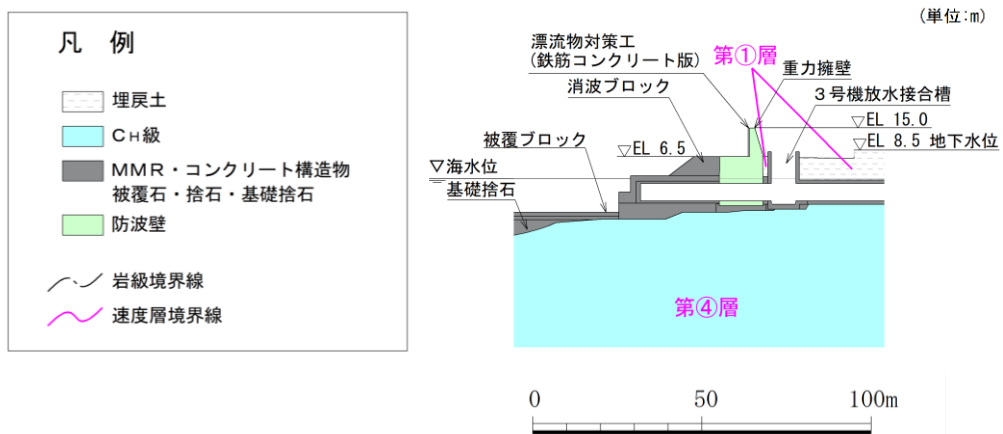 凡 例
埋戻土
CH級
MMR・コンクリート構造物
被覆石・捨石・基礎捨石
防波壁
岩級境界線
速度層境界線
(単位:m)
漂流物対策工
(鉄筋コンクリート版)
第①層
重力擁壁
消波ブロック
3号機放水接合槽
▽EL 15.0
被覆ブロック
▽EL 6.5
▽EL 8.5 地下水位
▽海水位
基礎捨石
第④層
0 50 100m